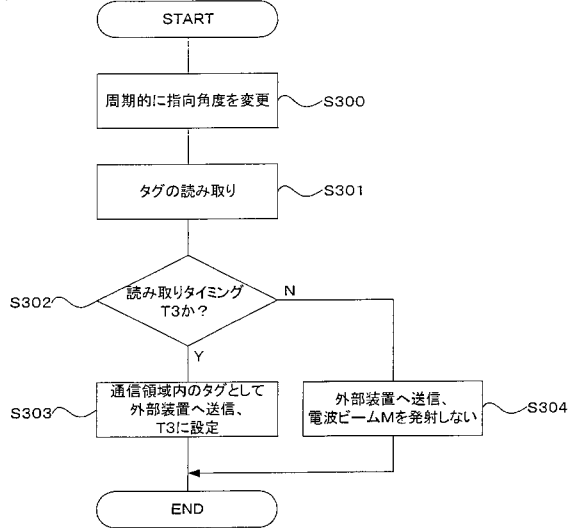 START
周期的に指向角度を変更
S300
タグの読み取り
S301
S302
読み取りタイミング
T3か？
N
Y
S303
通信領域内のタグとして
外部装置へ送信、
T3に設定
外部装置へ送信、
電波ビームMを発射しない
S304
END